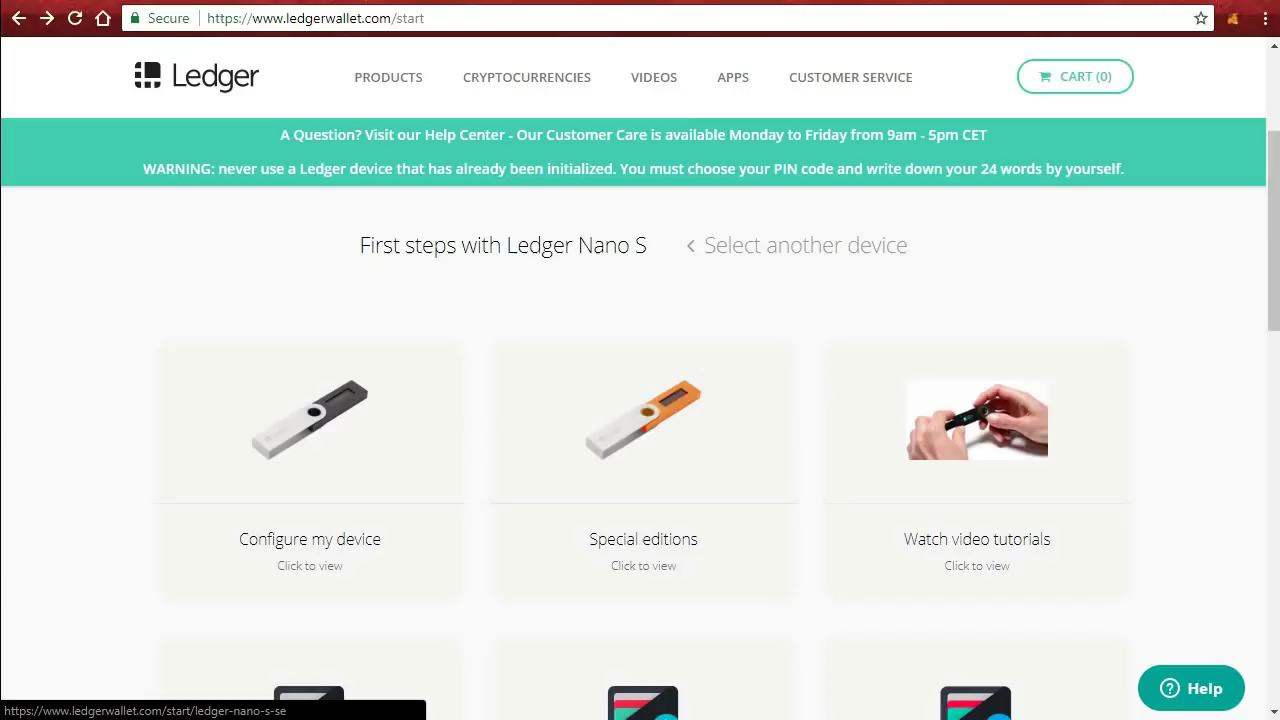 Secure https://www.ledgerwallet.com/start
Ledger PRODUCTS CRYPTOCURRENCIES VIDEOS APPS CUSTOMER SERVICE CART (0)
A Question? Visit our Help Center - Our Customer Care is available Monday to Friday from 9am - 5pm CET
WARNING: never use a Ledger device that has already been initialized. You must choose your PIN code and write down your 24 words by yourself.
First steps with Ledger Nano S < Select another device
Configure my device Special editions Watch video tutorials
Click to view Click to view Click to view
Help
https://www.ledgerwallet.com/start/ledger-nano-s-se